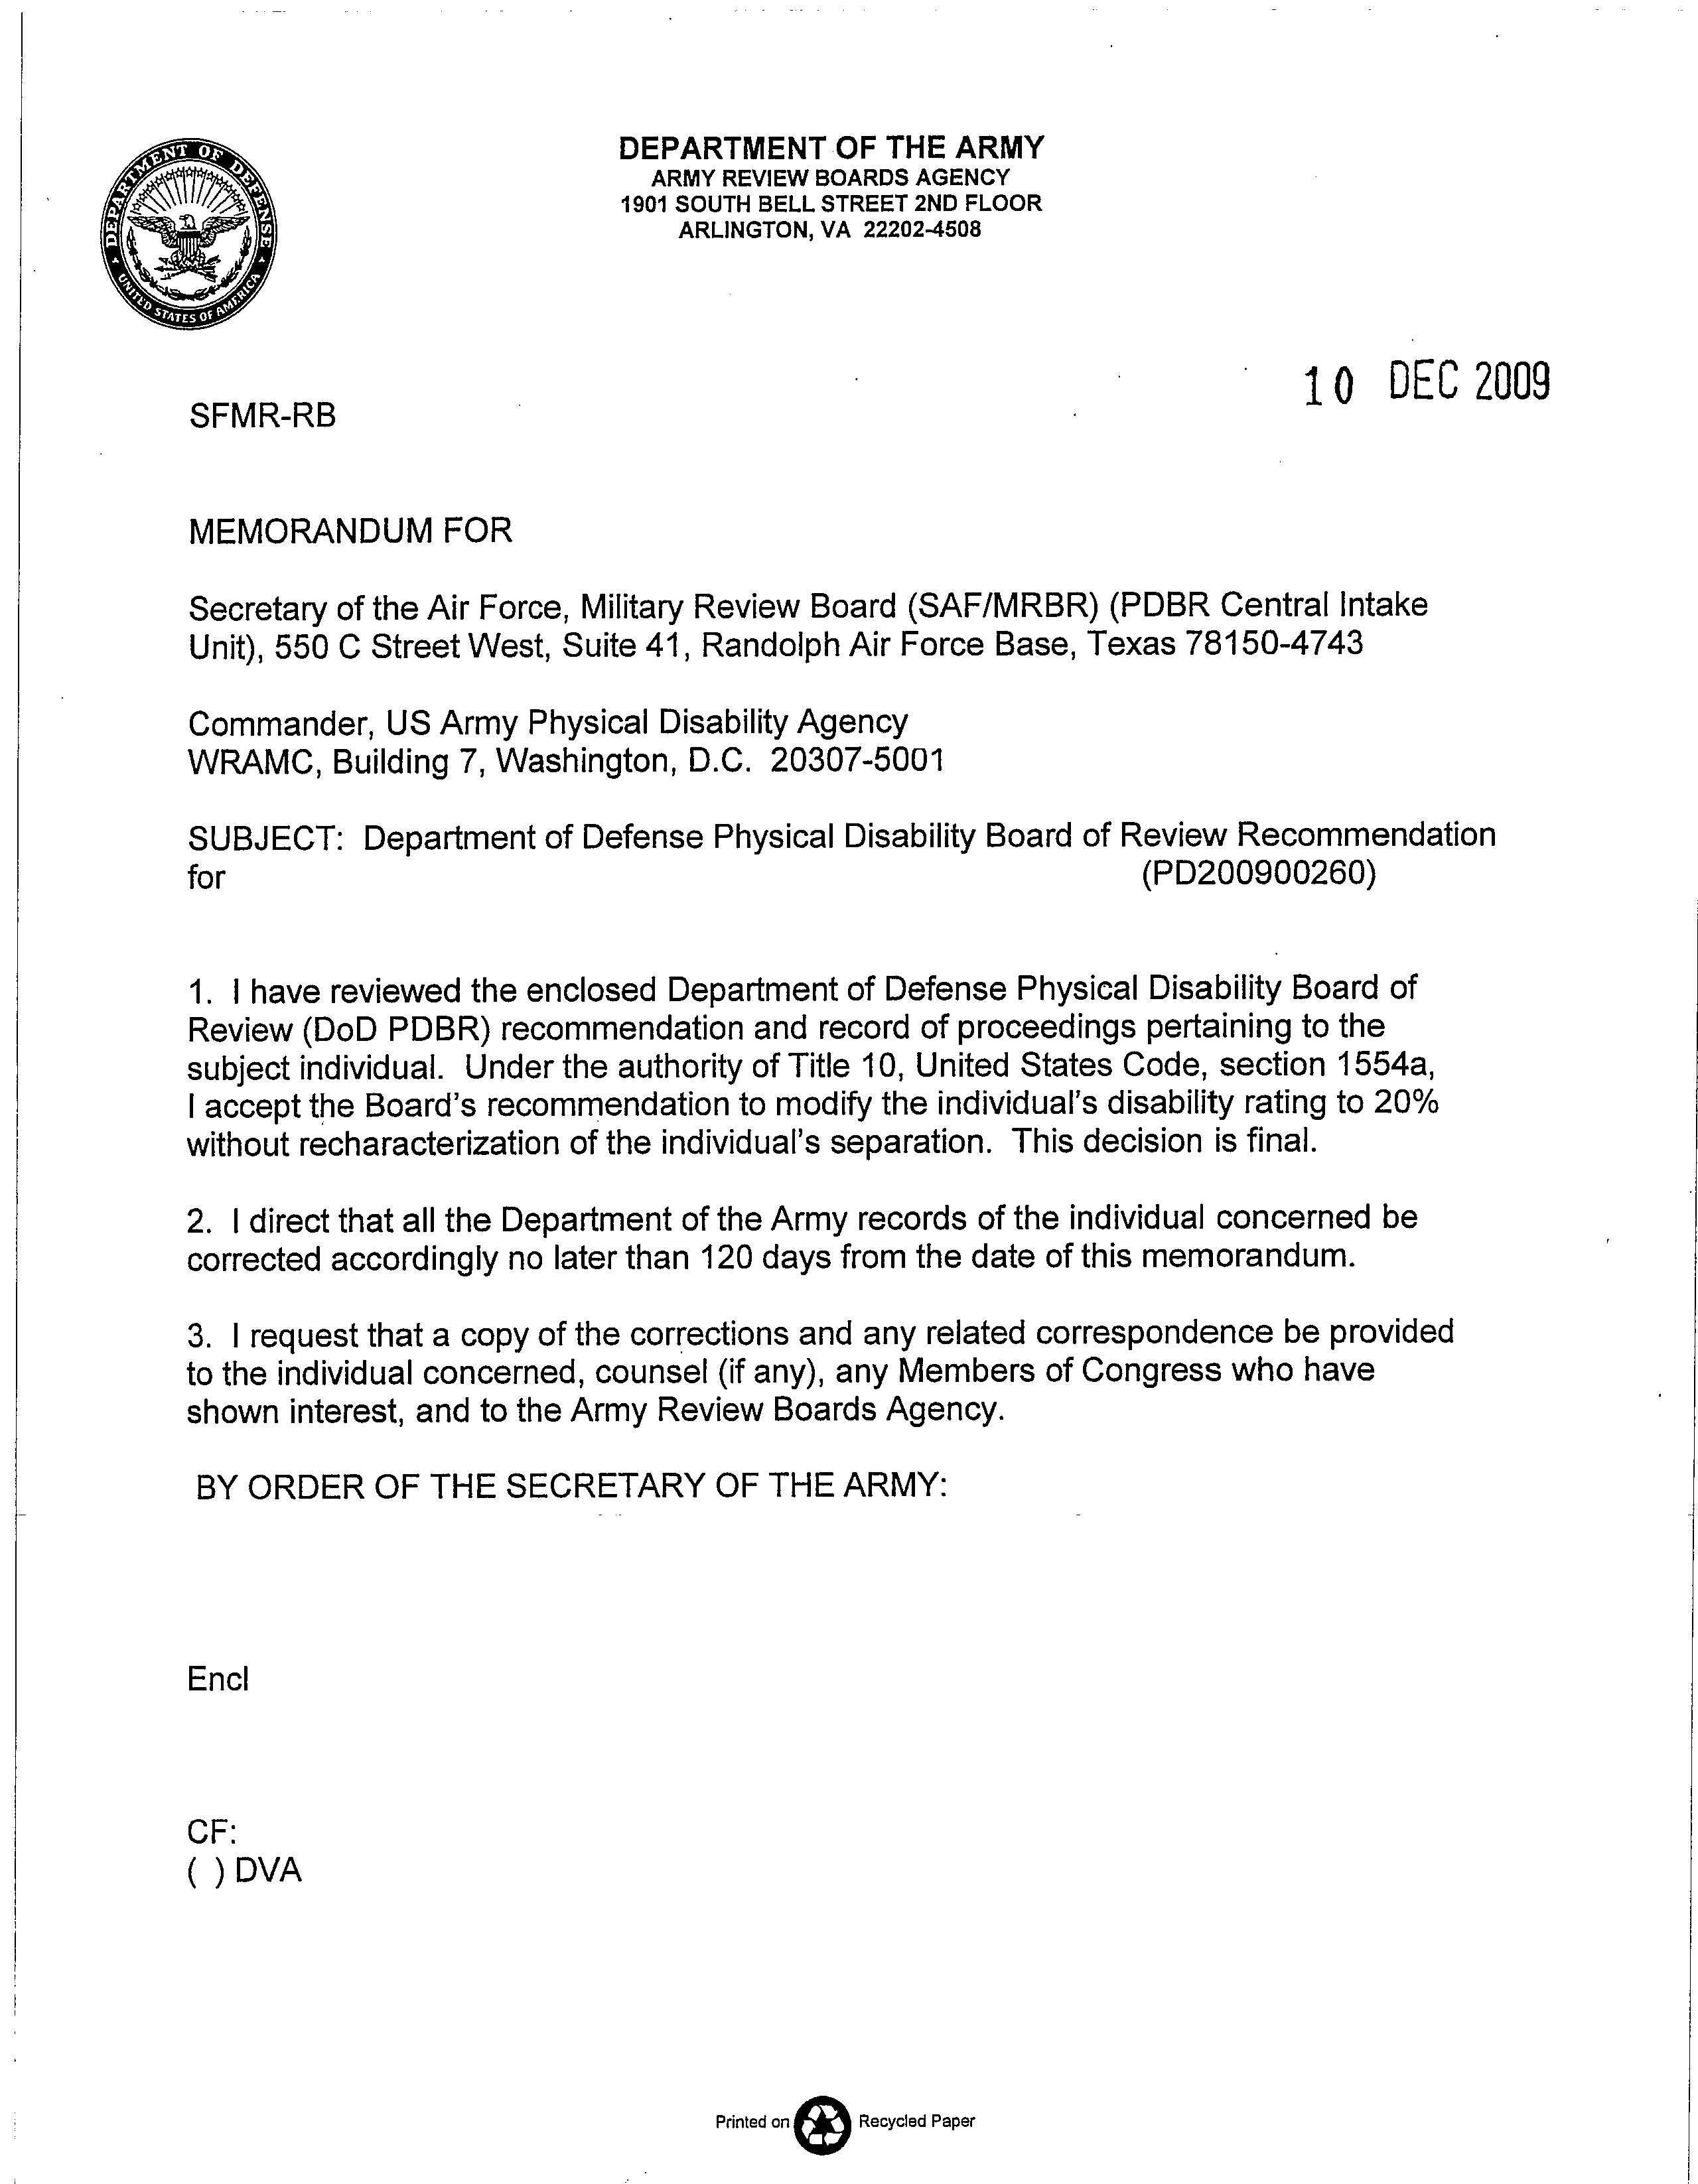 DEPARTMENT OF DEFENSE
UNITED STATES OF AMERICA
DEPARTMENT OF THE ARMY
ARMY REVIEW BOARDS AGENCY
1901 SOUTH BELL STREET 2ND FLOOR
ARLINGTON, VA 22202-4508
10 DEC 2009
SFMR-RB
MEMORANDUM FOR
Secretary of the Air Force, Military Review Board (SAF/MRBR) (PDBR Central Intake
Unit), 550 C Street West, Suite 41, Randolph Air Force Base, Texas 78150-4743
Commander, US Army Physical Disability Agency
WRAMC, Building 7, Washington, D.C. 20307-5001
SUBJECT: Department of Defense Physical Disability Board of Review Recommendation
for (PD200900260)
1. I have reviewed the enclosed Department of Defense Physical Disability Board of
Review (DoD PDBR) recommendation and record of proceedings pertaining to the
subject individual. Under the authority of Title 10, United States Code, section 1554a,
I accept the Board's recommendation to modify the individual's disability rating to 20%
without recharacterization of the individual's separation. This decision is final.
2. I direct that all the Department of the Army records of the individual concerned be
corrected accordingly no later than 120 days from the date of this memorandum.
3. I request that a copy of the corrections and any related correspondence be provided
to the individual concerned, counsel (if any), any Members of Congress who have
shown interest, and to the Army Review Boards Agency.
BY ORDER OF THE SECRETARY OF THE ARMY:
Encl
CF:
( ) DVA
Printed on Recycled Paper